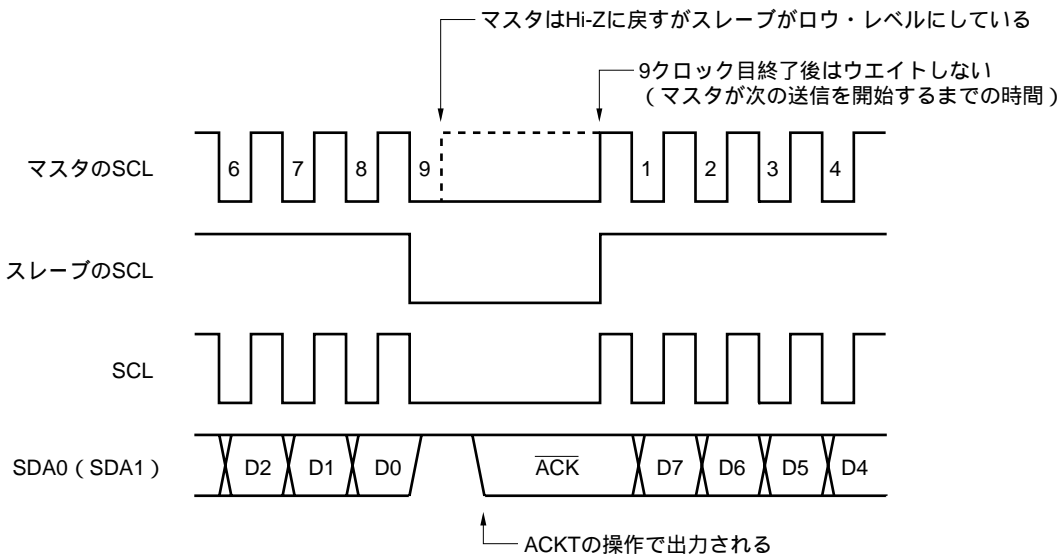 マスタはHi-Zに戻すがスレーブがロウ・レベルにしている
9クロック目終了後はウエイトしない
（マスタが次の送信を開始するまでの時間）
マスタのSCL
6 7 8 9 1 2 3 4
スレーブのSCL
SCL
SDA0（SDA1）
D2 D1 D0 ACK D7 D6 D5 D4
ACKTの操作で出力される